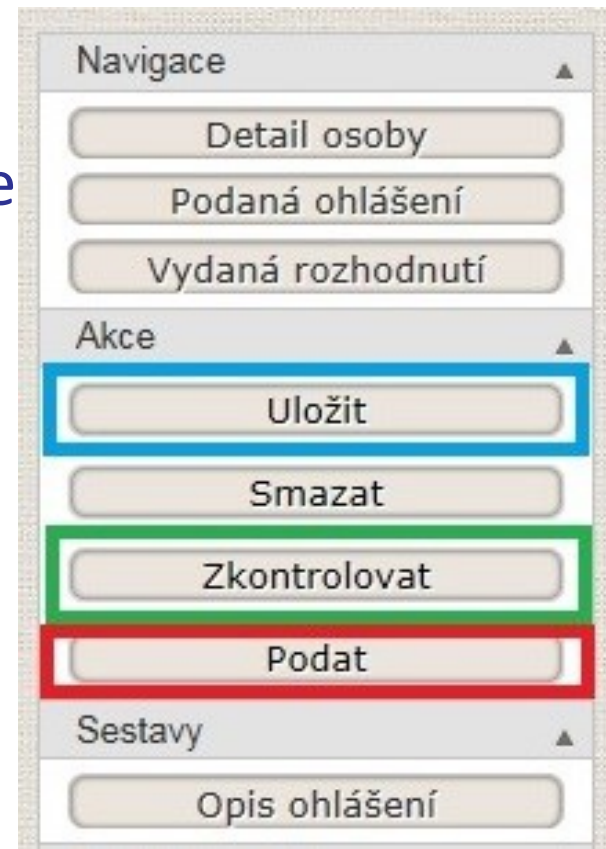 Navigace
Detail osoby
e
Podaná ohlášení
Vydaná rozhodnutí
Akce
Uložit
Smazat
Zkontrolovat
Podat
Sestavy
Opis ohlášení